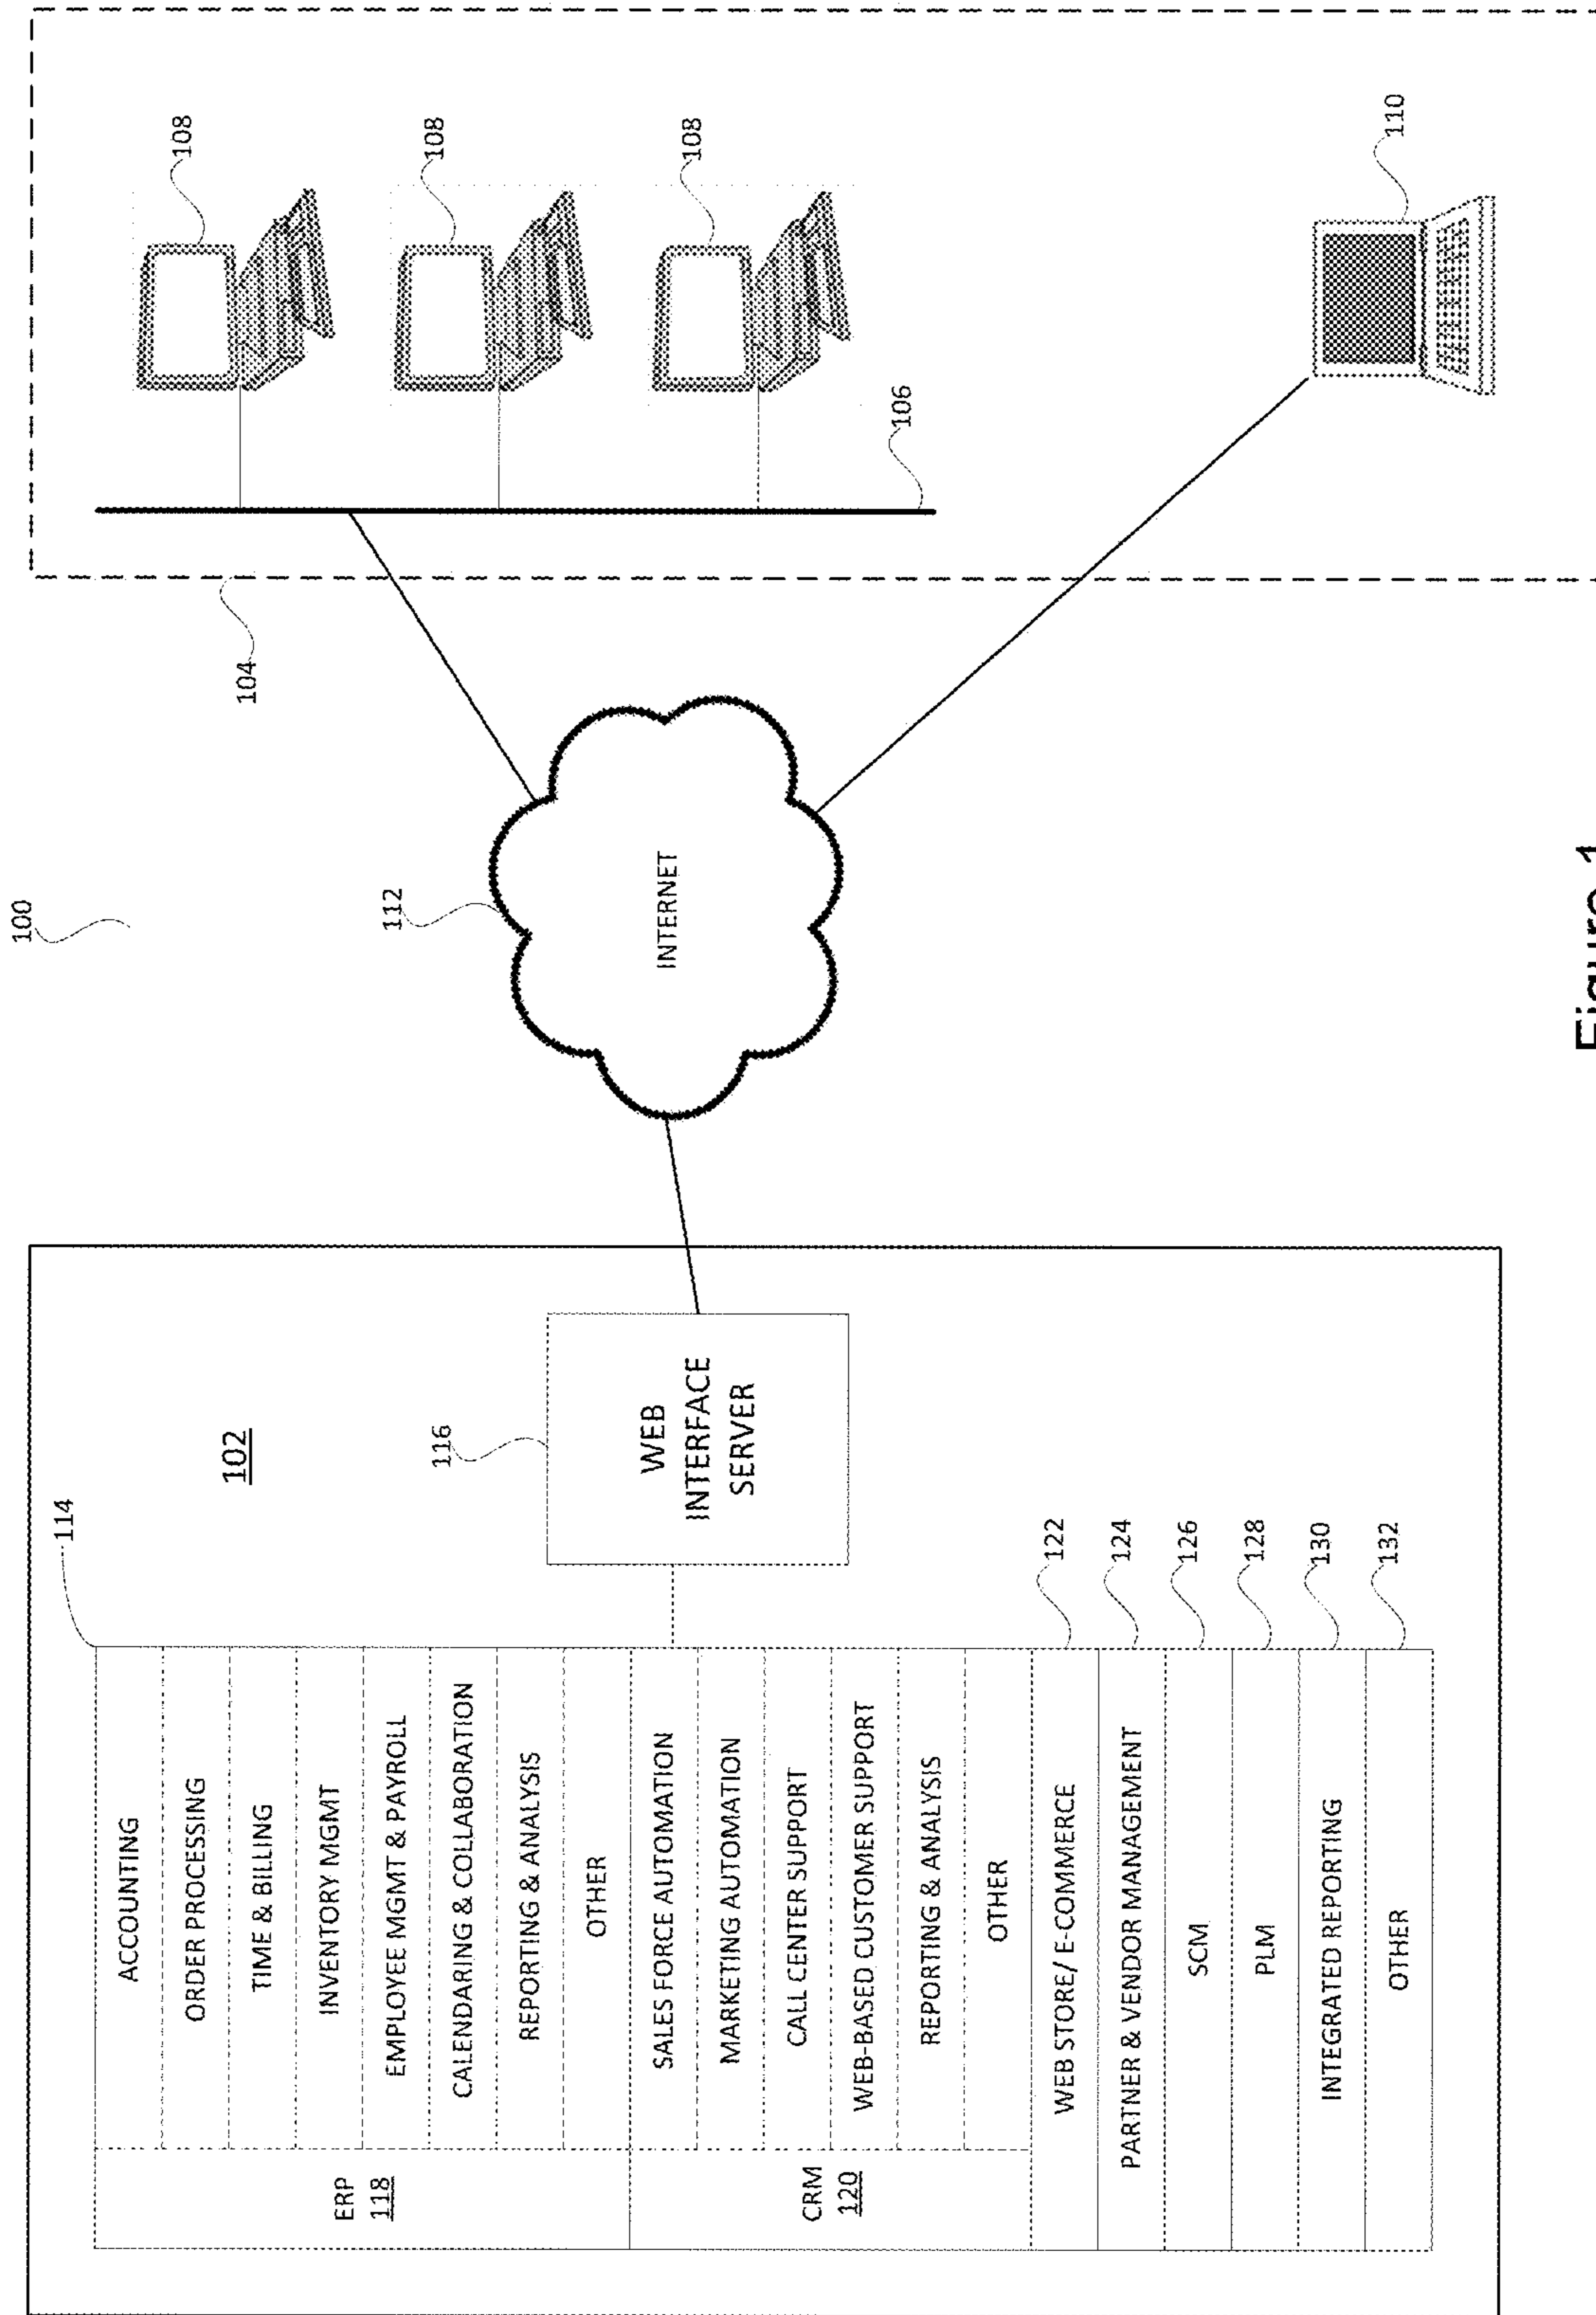 100
102
114
ERP
118
ACCOUNTING
ORDER PROCESSING
TIME & BILLING
INVENTORY MGMT
EMPLOYEE MGMT & PAYROLL
CALENDARING & COLLABORATION
REPORTING & ANALYSIS
OTHER
CRM
120
SALES FORCE AUTOMATION
MARKETING AUTOMATION
CALL CENTER SUPPORT
WEB-BASED CUSTOMER SUPPORT
REPORTING & ANALYSIS
OTHER
WEB STORE/ E-COMMERCE
122
PARTNER & VENDOR MANAGEMENT
124
SCM
126
PLM
128
INTEGRATED REPORTING
130
OTHER
132
116
WEB
INTERFACE
SERVER
112
INTERNET
104
108
108
108
106
110
Figure 1